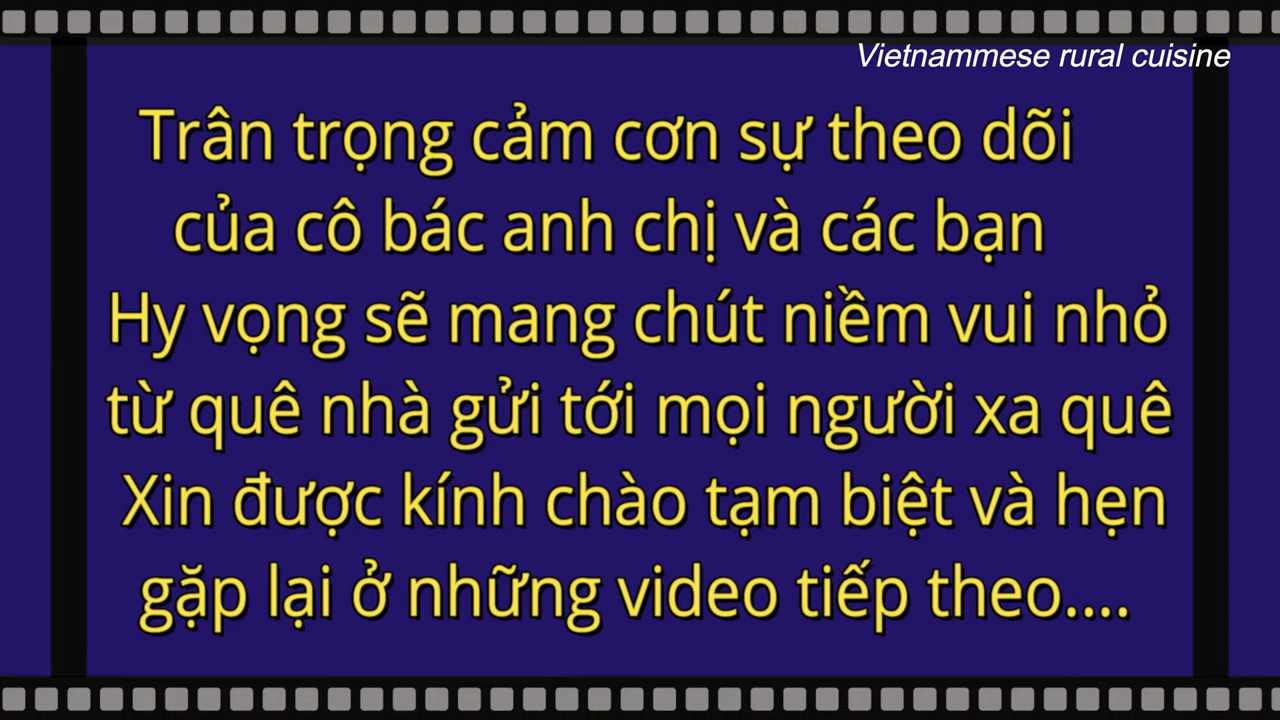 Vietnammese rural cuisine
Trân trọng cảm cơn sự theo dõi
của cô bác anh chị và các bạn
Hy vọng sẽ mang chút niềm vui nhỏ
từ quê nhà gửi tới mọi người xa quê
Xin được kính chào tạm biệt và hẹn
gặp lại ở những video tiếp theo....